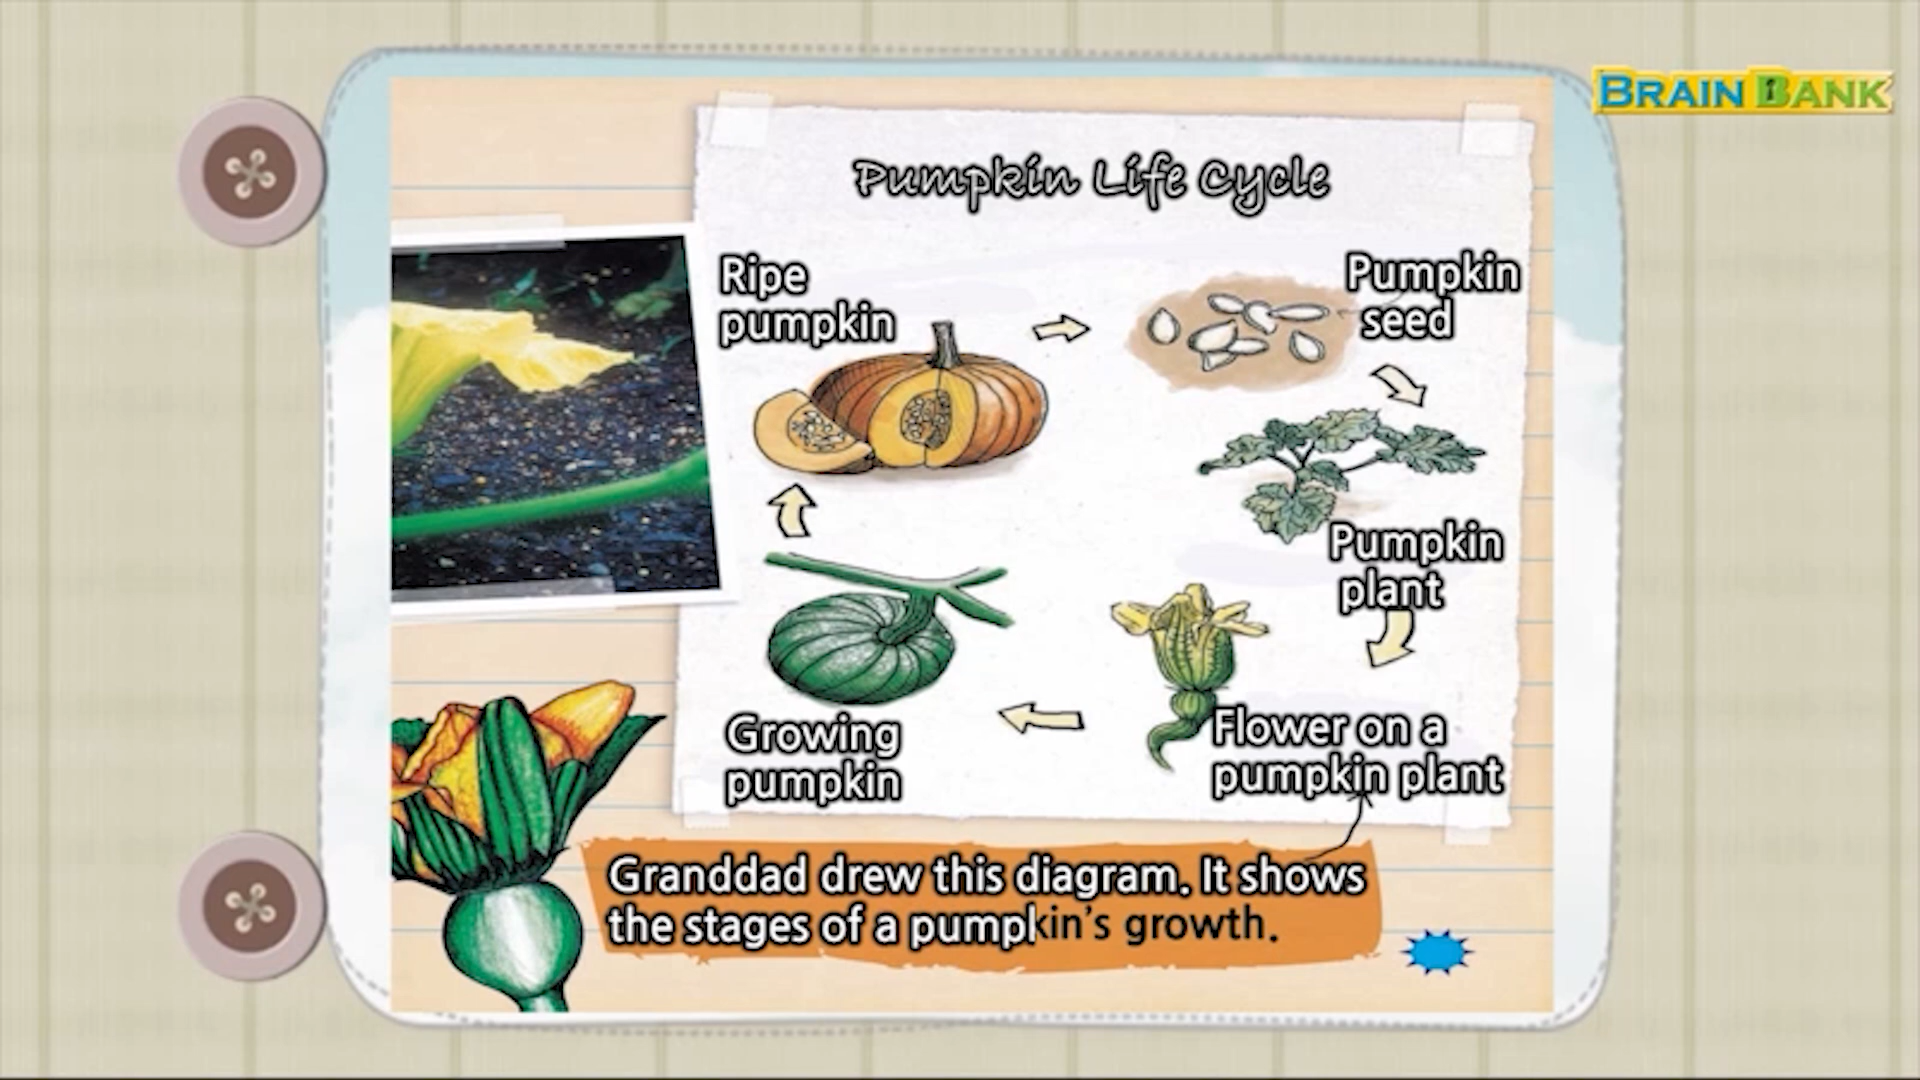 BRAIN BANK
Pumpkin Life Cycle
Ripe
pumpkin
Pumpkin
seed
Pumpkin
plant
Flower on a
pumpkin plant
Growing
pumpkin
Granddad drew this diagram. It shows
the stages of a pumpkin's growth.